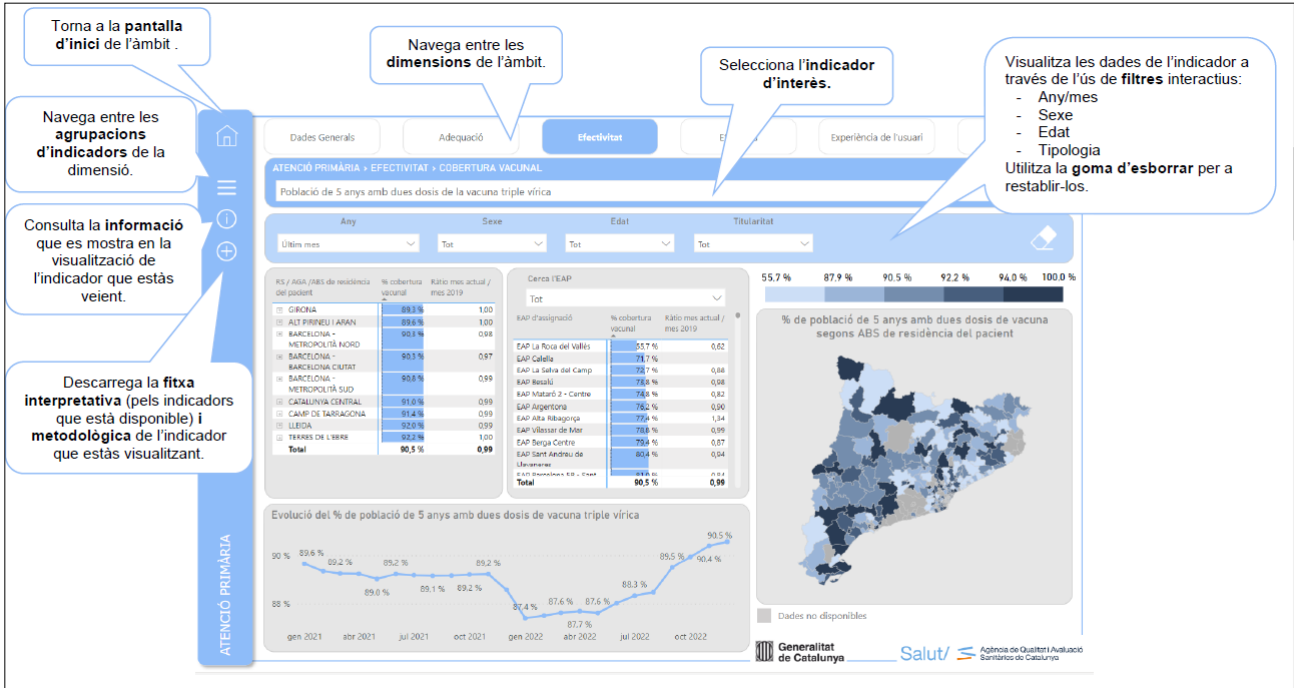 Torna a la pantalla
d'inici de l'àmbit .
Navega entre les
dimensions de l'àmbit.
Selecciona l'indicador
d'interès.
Visualitza les dades de l'indicador a
través de l'ús de filtres interactius:
- Any/mes
- Sexe
- Edat
- Tipologia
Utilitza la goma d'esborrar per a
restablir-los.
Navega entre les
agrupacions
d'indicadors de la
dimensió.
Consulta la informació
que es mostra en la
visualització de
l'indicador que estàs
veient.
Descarrega la fitxa
interpretativa (pels indicadors
que està disponible) i
metodològica de l'indicador
que estàs visualitzant.
ATENCIÓ PRIMÀRIA
Dades Generals
Adequació
Efectivitat
Experiència de l'usuari
ATENCIÓ PRIMÀRIA > EFECTIVITAT > COBERTURA VACUNAL
Població de 5 anys amb dues dosis de la vacuna triple vírica
Any Sexe Edat Titularitat
Últim mes Tot Tot Tot
RS / AGA /ABS de residència del pacient % cobertura vacunal Ràtio mes actual / mes 2019
GIRONA 89,3 % 1,00
ALT PIRINEU I ARAN 89,6 % 1,00
BARCELONA - METROPOLITÀ NORD 90,3 % 0,98
BARCELONA - BARCELONA CIUTAT 90,3 % 0,97
BARCELONA - METROPOLITÀ SUD 90,8 % 0,99
CATALUNYA CENTRAL 91,0 % 0,99
CAMP DE TARRAGONA 91,4 % 0,99
LLEIDA 92,0 % 0,99
TERRES DE L'EBRE 92,2 % 1,00
Total 90,5 % 0,99
Cerca l'EAP
Tot
EAP d'assignació % cobertura vacunal Ràtio mes actual / mes 2019
EAP La Roca del Vallès 55,7 % 0,62
EAP Calella 71,7 %
EAP La Selva del Camp 72,7 % 0,88
EAP Besalú 73,8 % 0,98
EAP Mataró 2 - Centre 74,8 % 0,82
EAP Argentona 76,2 % 0,90
EAP Alta Ribagorça 77,4 % 1,34
EAP Vilassar de Mar 78,8 % 0,99
EAP Berga Centre 79,4 % 0,87
EAP Sant Andreu de Llavaneres 80,4 % 0,94
EAP Barcelona 5B - Sant 81,0 % 0,84
Total 90,5 % 0,99
55.7 % 87.9 % 90.5 % 92.2 % 94.0 % 100.0 %
% de població de 5 anys amb dues dosis de vacuna
segons ABS de residència del pacient
Dades no disponibles
Evolució del % de població de 5 anys amb dues dosis de vacuna triple vírica
90 %
88 %
89.6 % 89.2 % 89.0 % 89.2 % 89.1 % 89.2 % 89.2 % 87.4 % 87.6 % 87.7 % 87.6 % 88.3 % 89.5 % 90.4 % 90.5 %
gen 2021 abr 2021 jul 2021 oct 2021 gen 2022 abr 2022 jul 2022 oct 2022
Generalitat
de Catalunya
Salut/
Agència de Qualitat i Avaluació
Sanitàries de Catalunya